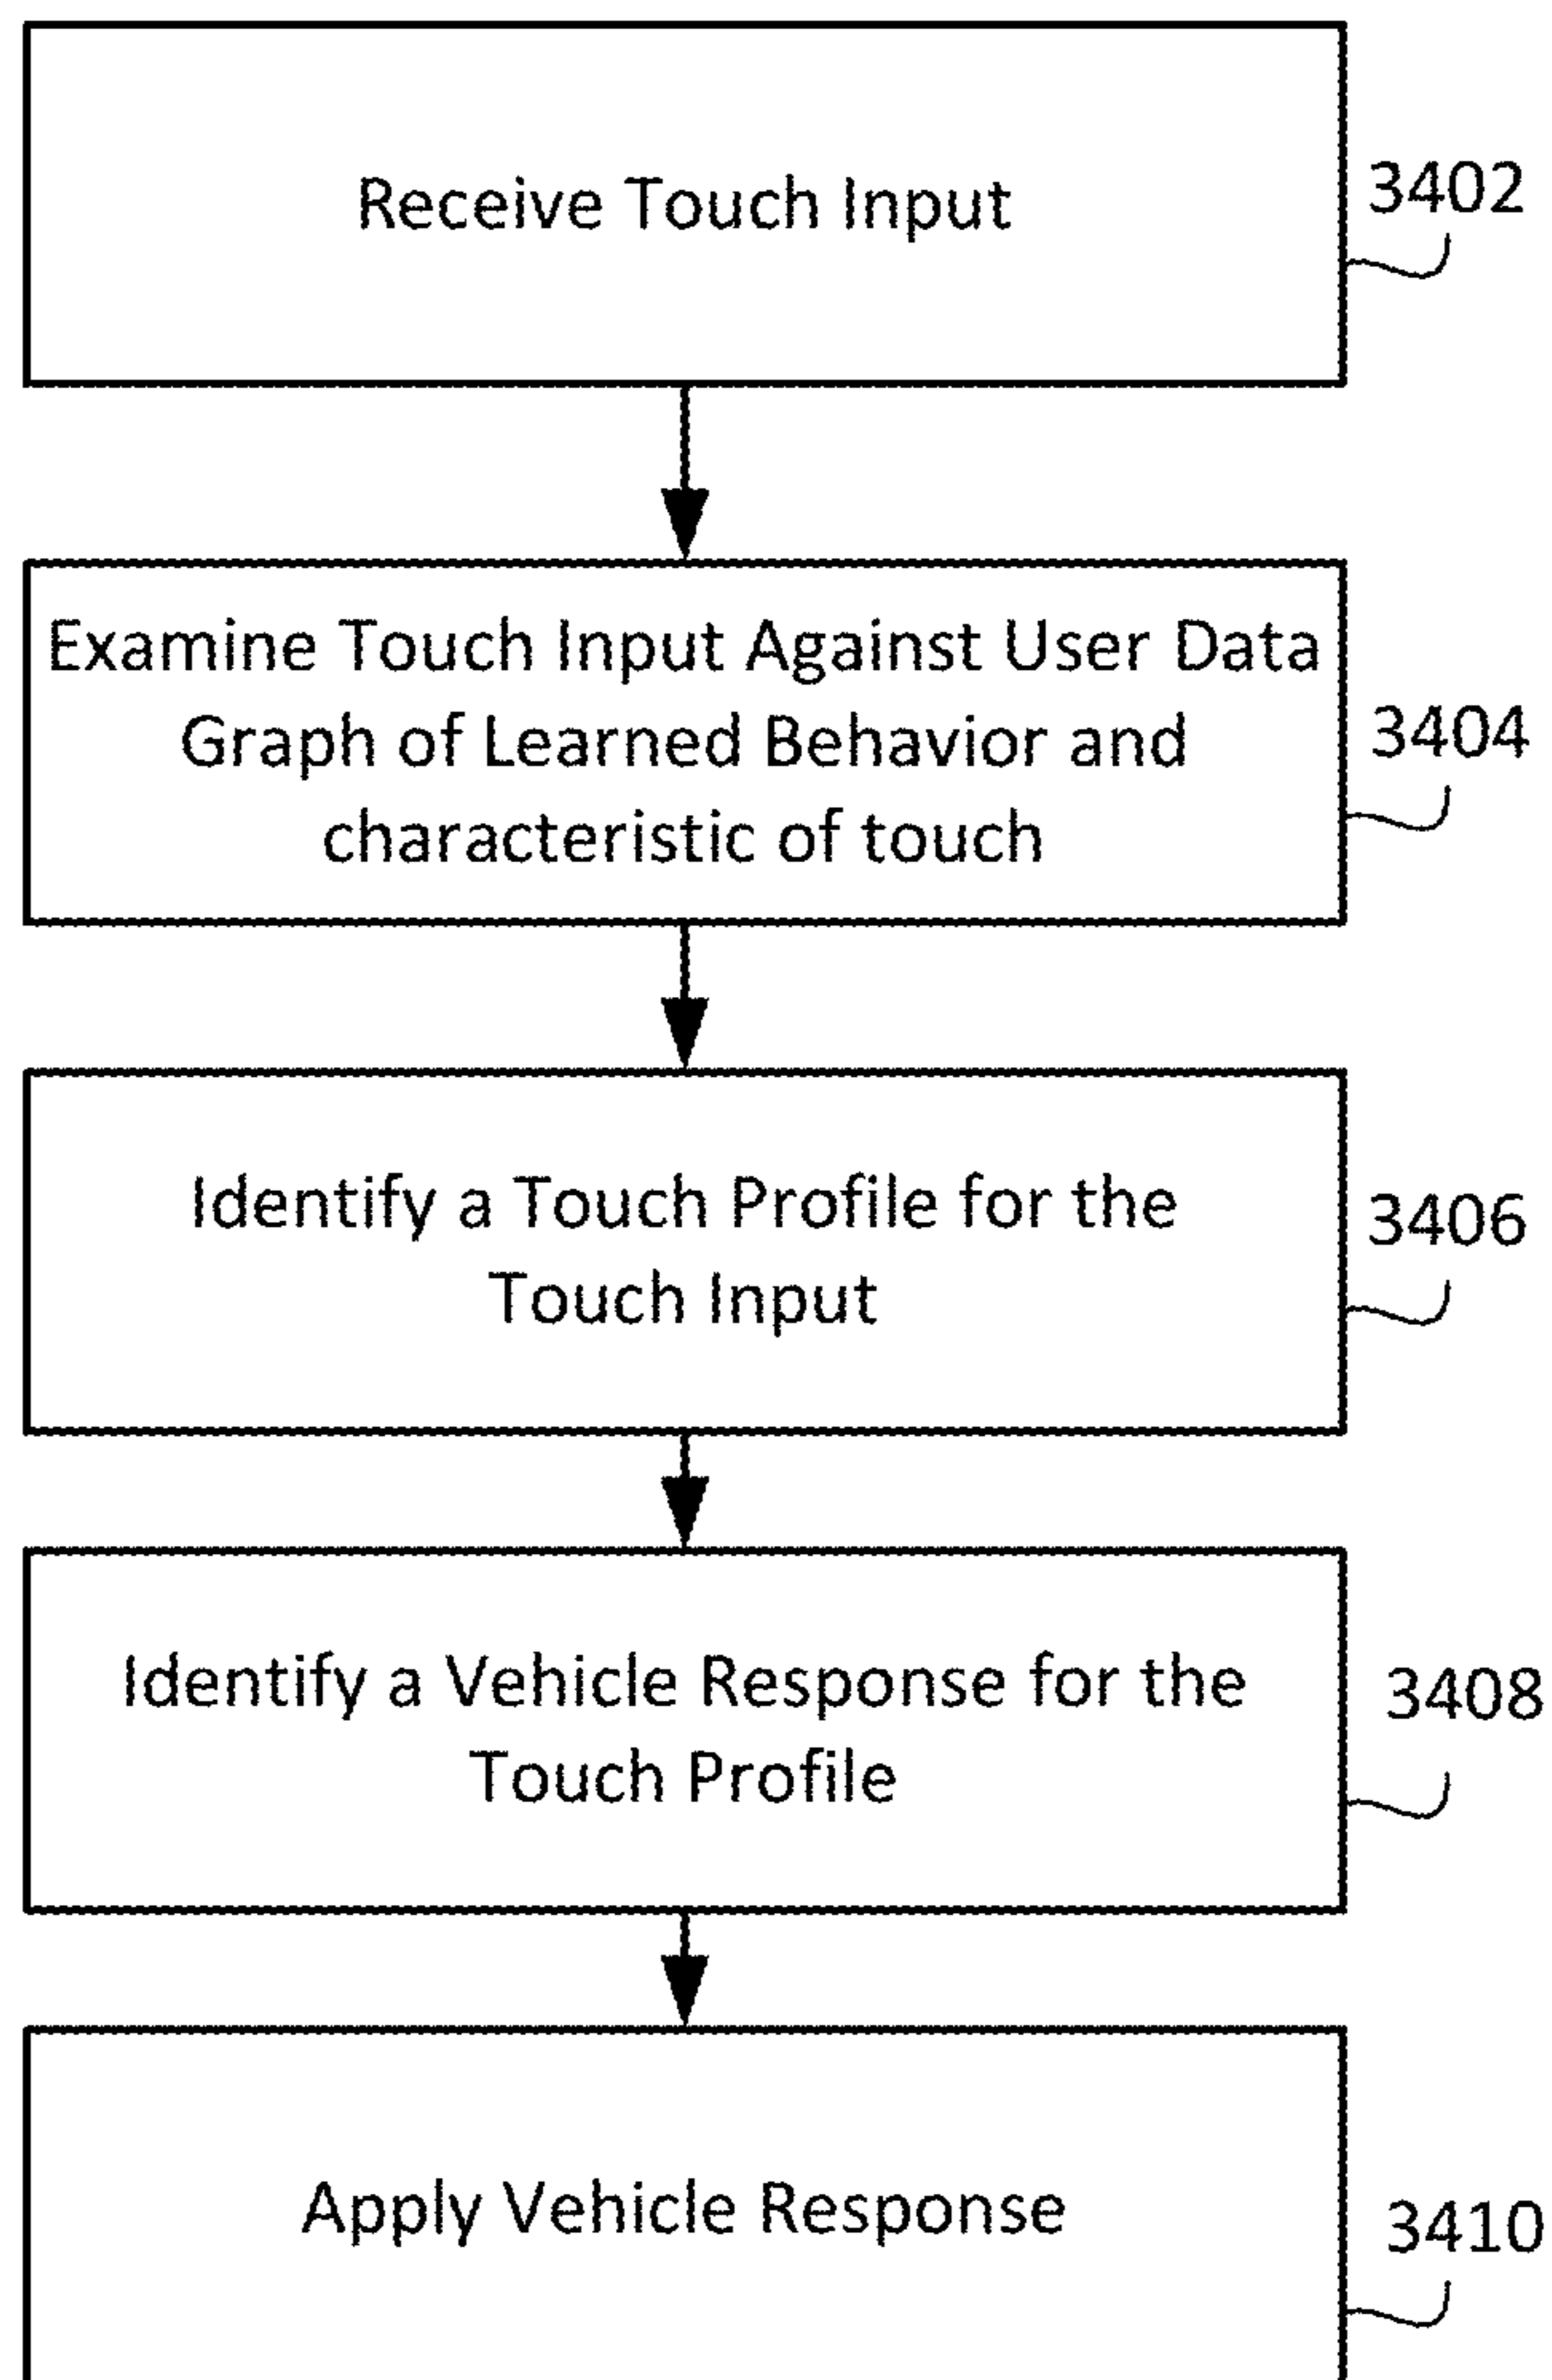 Receive Touch Input
3402
Examine Touch Input Against User Data
Graph of Learned Behavior and
characteristic of touch
3404
Identify a Touch Profile for the
Touch Input
3406
Identify a Vehicle Response for the
Touch Profile
3408
Apply Vehicle Response
3410